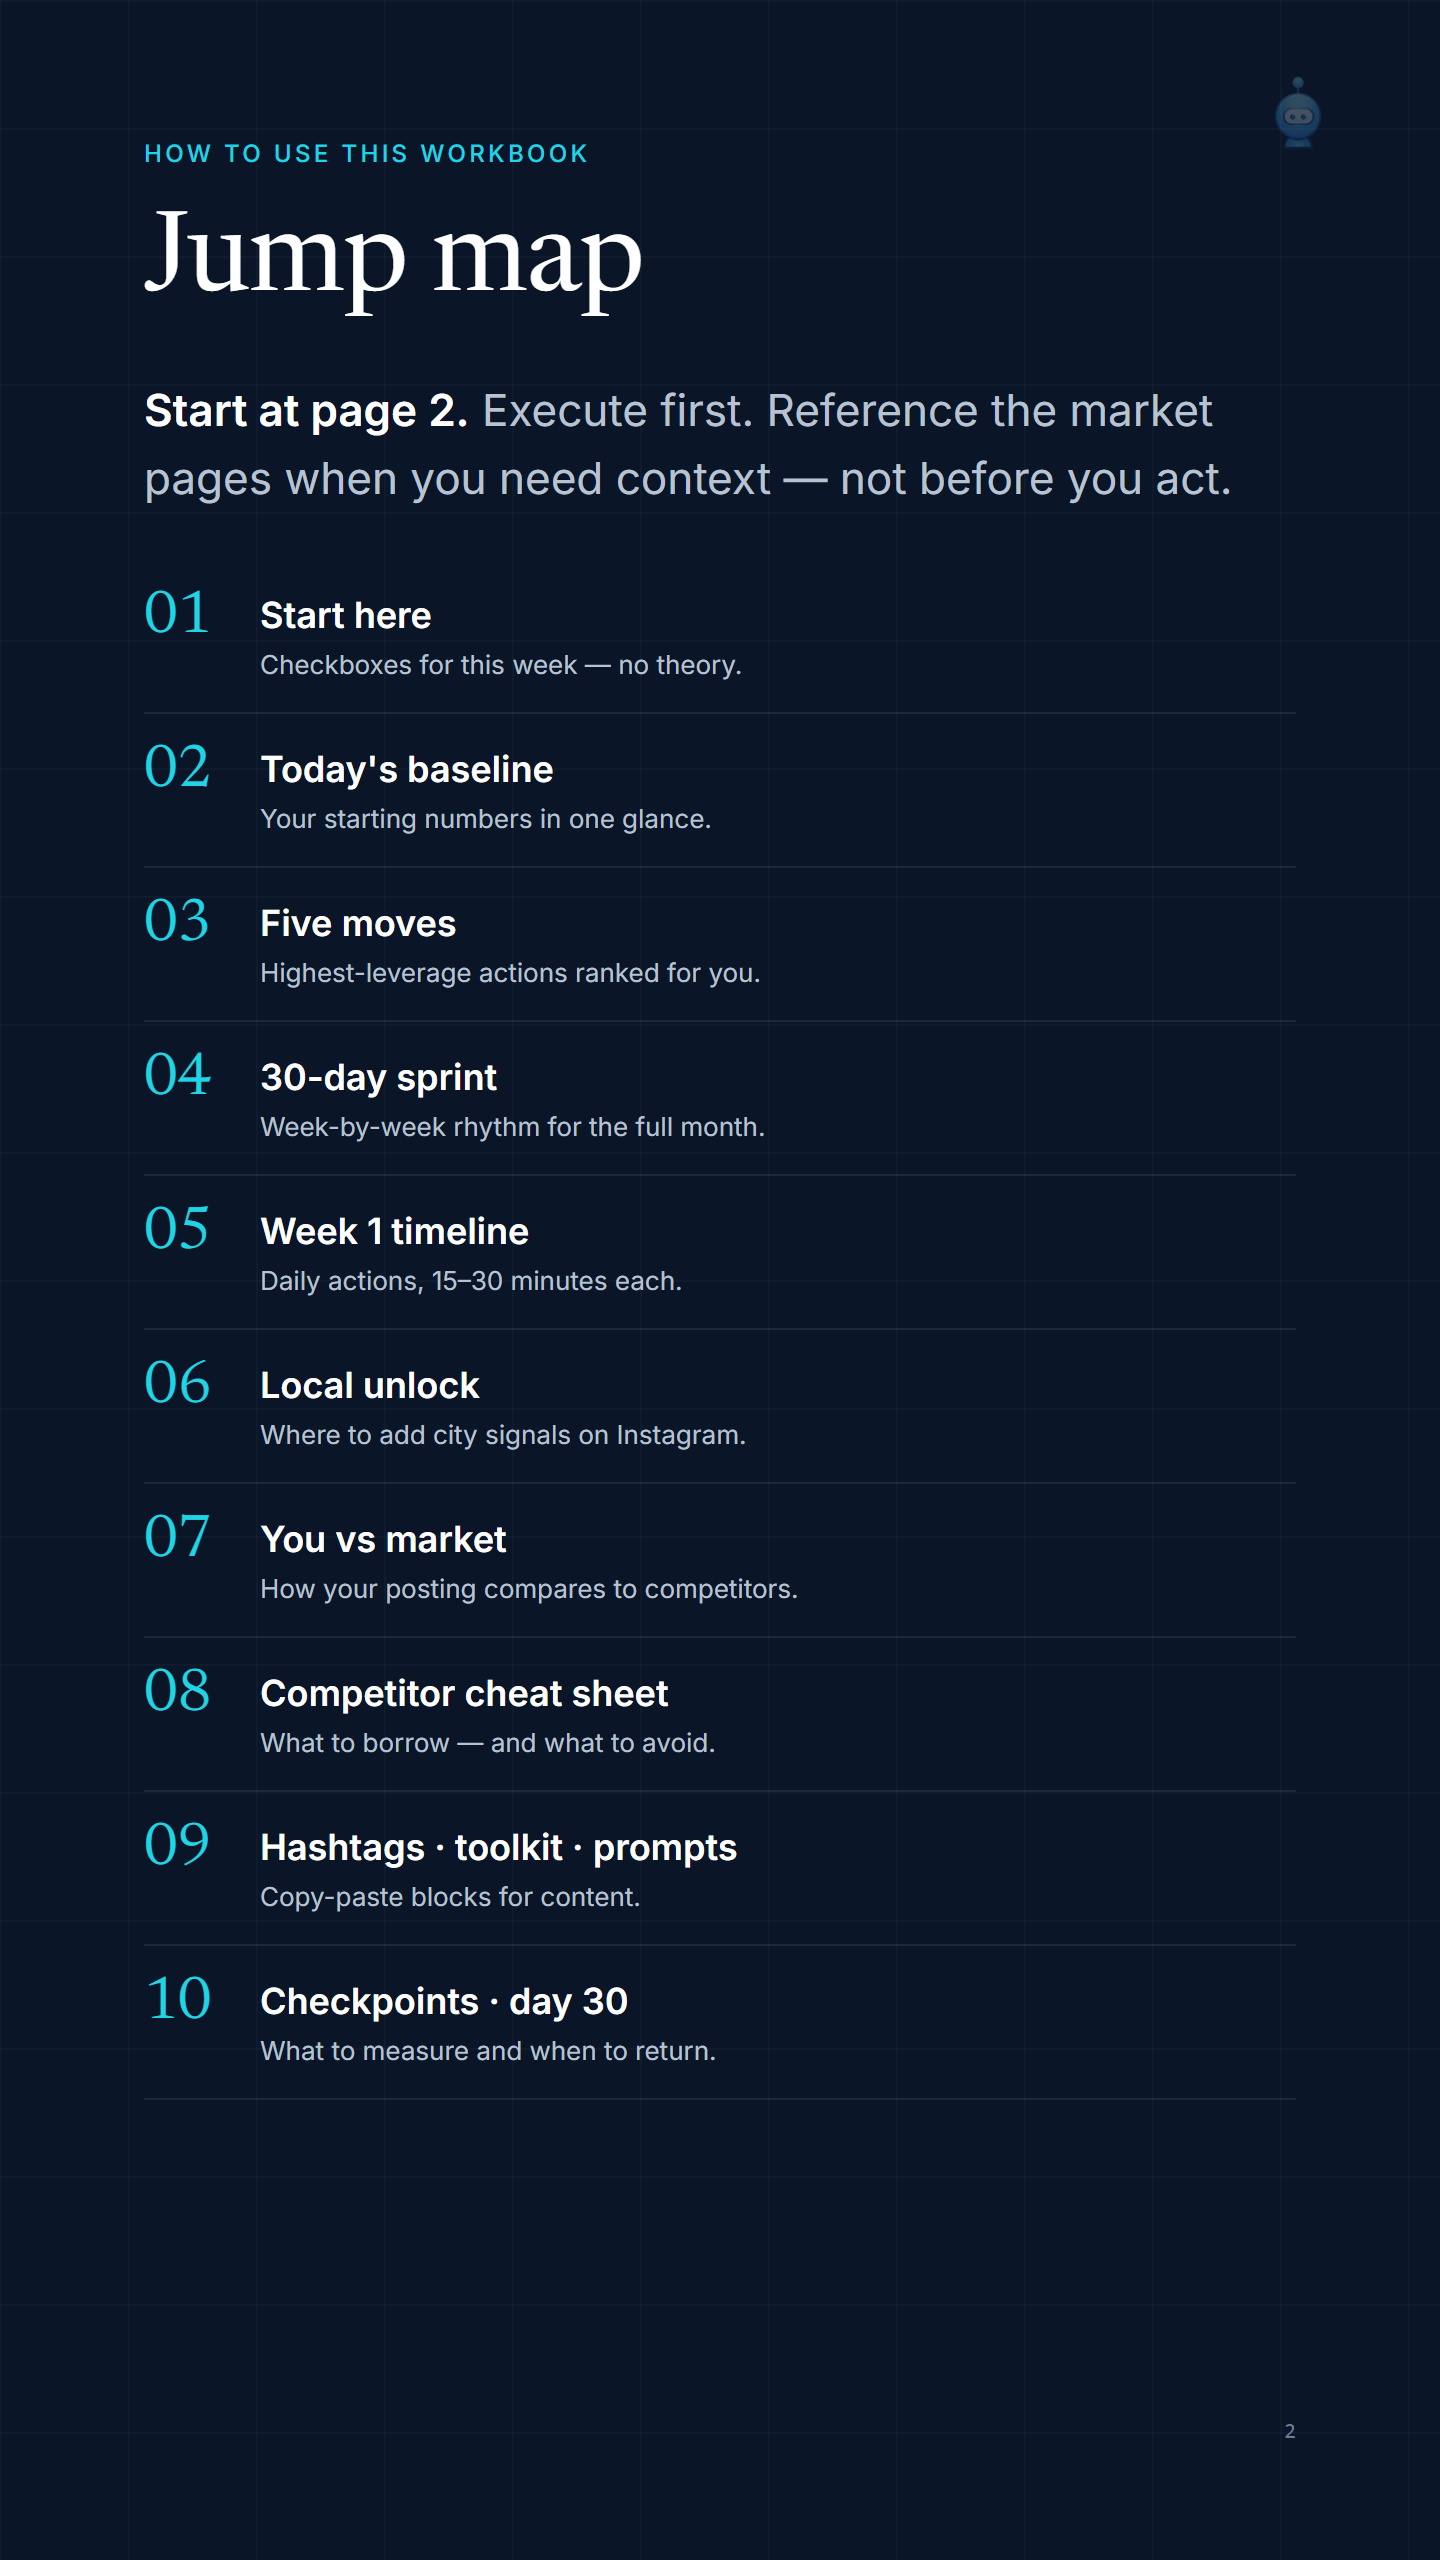 HOW TO USE THIS WORKBOOK
Jump map
Start at page 2. Execute first. Reference the market
pages when you need context — not before you act.
01
Start here
Checkboxes for this week — no theory.
02
Today's baseline
Your starting numbers in one glance.
03
Five moves
Highest-leverage actions ranked for you.
04
30-day sprint
Week-by-week rhythm for the full month.
05
Week 1 timeline
Daily actions, 15–30 minutes each.
06
Local unlock
Where to add city signals on Instagram.
07
You vs market
How your posting compares to competitors.
08
Competitor cheat sheet
What to borrow — and what to avoid.
09
Hashtags · toolkit · prompts
Copy-paste blocks for content.
10
Checkpoints · day 30
What to measure and when to return.
2